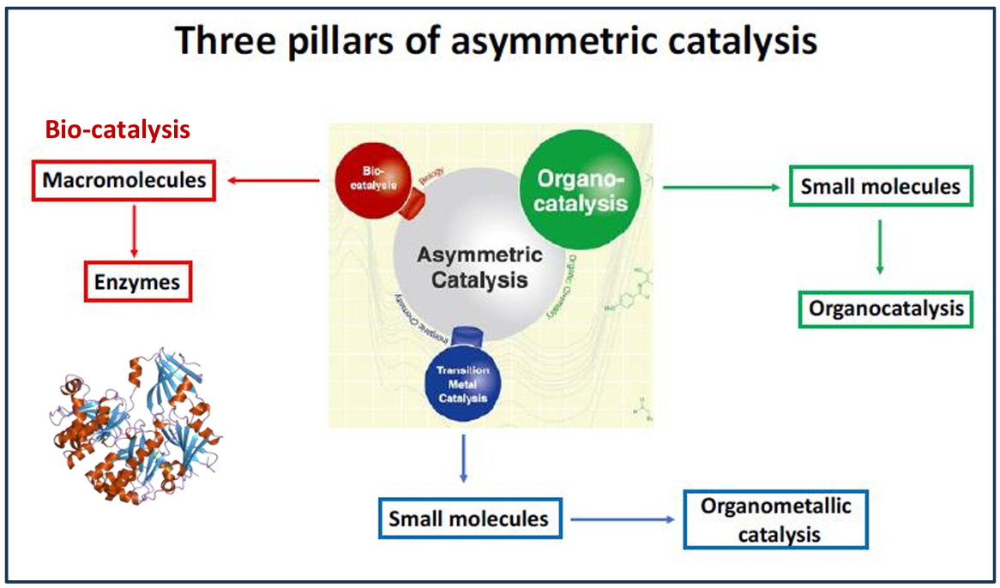 Three pillars of asymmetric catalysis
Bio-catalysis
Macromolecules
Enzymes
Bio-
catalysis
Biology
Organo-
catalysis
Asymmetric
Catalysis
Organic Chemistry
Inorganic Chemistry
Transition
Metal
Catalysis
Small molecules
Organocatalysis
Small molecules
Organometallic
catalysis